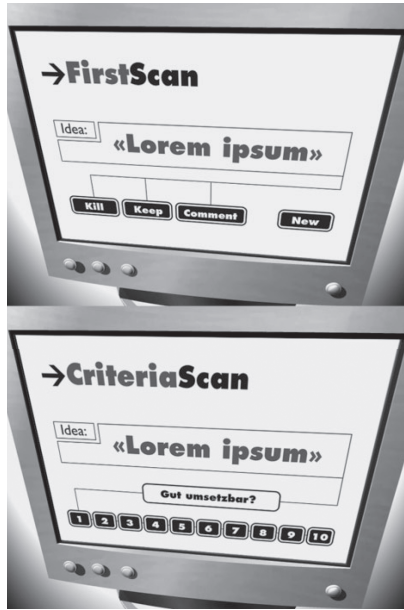 →FirstScan
Idea:
«Lorem ipsum»
Kill Keep Comment New
→CriteriaScan
Idea:
«Lorem ipsum»
Gut umsetzbar?
1 2 3 4 5 6 7 8 9 10